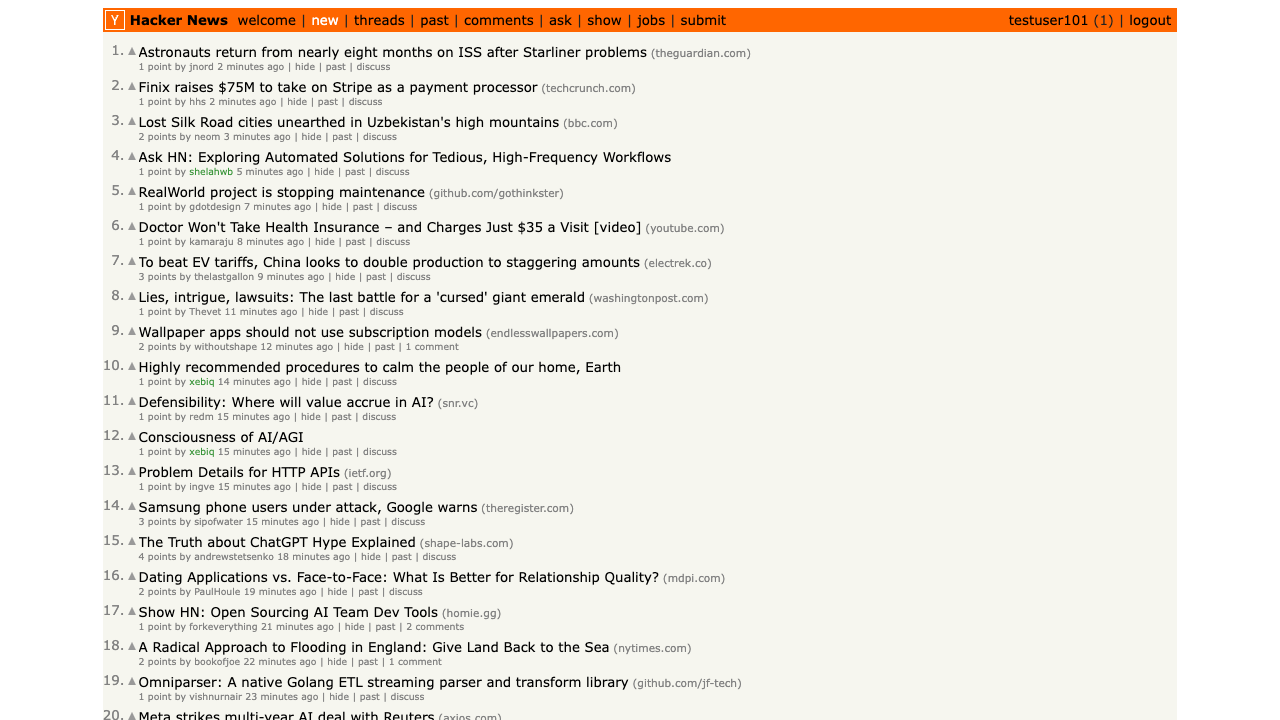 Y Hacker News welcome | new | threads | past | comments | ask | show | jobs | submit testuser101 (1) | logout
1. Astronauts return from nearly eight months on ISS after Starliner problems (theguardian.com)
1 point by jnord 2 minutes ago | hide | past | discuss
2. Finix raises $75M to take on Stripe as a payment processor (techcrunch.com)
1 point by hhs 2 minutes ago | hide | past | discuss
3. Lost Silk Road cities unearthed in Uzbekistan's high mountains (bbc.com)
2 points by neom 3 minutes ago | hide | past | discuss
4. Ask HN: Exploring Automated Solutions for Tedious, High-Frequency Workflows
1 point by shelahwb 5 minutes ago | hide | past | discuss
5. RealWorld project is stopping maintenance (github.com/gothinkster)
1 point by gdotdesign 7 minutes ago | hide | past | discuss
6. Doctor Won't Take Health Insurance – and Charges Just $35 a Visit [video] (youtube.com)
1 point by kamaraju 8 minutes ago | hide | past | discuss
7. To beat EV tariffs, China looks to double production to staggering amounts (electrek.co)
3 points by thelastgallon 9 minutes ago | hide | past | discuss
8. Lies, intrigue, lawsuits: The last battle for a 'cursed' giant emerald (washingtonpost.com)
1 point by Thevet 11 minutes ago | hide | past | discuss
9. Wallpaper apps should not use subscription models (endlesswallpapers.com)
2 points by withoutshape 12 minutes ago | hide | past | 1 comment
10. Highly recommended procedures to calm the people of our home, Earth
1 point by xebiq 14 minutes ago | hide | past | discuss
11. Defensibility: Where will value accrue in AI? (snr.vc)
1 point by redm 15 minutes ago | hide | past | discuss
12. Consciousness of AI/AGI
1 point by xebiq 15 minutes ago | hide | past | discuss
13. Problem Details for HTTP APIs (ietf.org)
1 point by ingve 15 minutes ago | hide | past | discuss
14. Samsung phone users under attack, Google warns (theregister.com)
3 points by sipofwater 15 minutes ago | hide | past | discuss
15. The Truth about ChatGPT Hype Explained (shape-labs.com)
4 points by andrewstetsenko 18 minutes ago | hide | past | discuss
16. Dating Applications vs. Face-to-Face: What Is Better for Relationship Quality? (mdpi.com)
2 points by PaulHoule 19 minutes ago | hide | past | discuss
17. Show HN: Open Sourcing AI Team Dev Tools (homie.gg)
1 point by forkeverything 21 minutes ago | hide | past | 2 comments
18. A Radical Approach to Flooding in England: Give Land Back to the Sea (nytimes.com)
2 points by bookofjoe 22 minutes ago | hide | past | 1 comment
19. Omniparser: A native Golang ETL streaming parser and transform library (github.com/jf-tech)
1 point by vishnurnair 23 minutes ago | hide | past | discuss
20. Meta strikes multi-year AI deal with Reuters (axios.com)